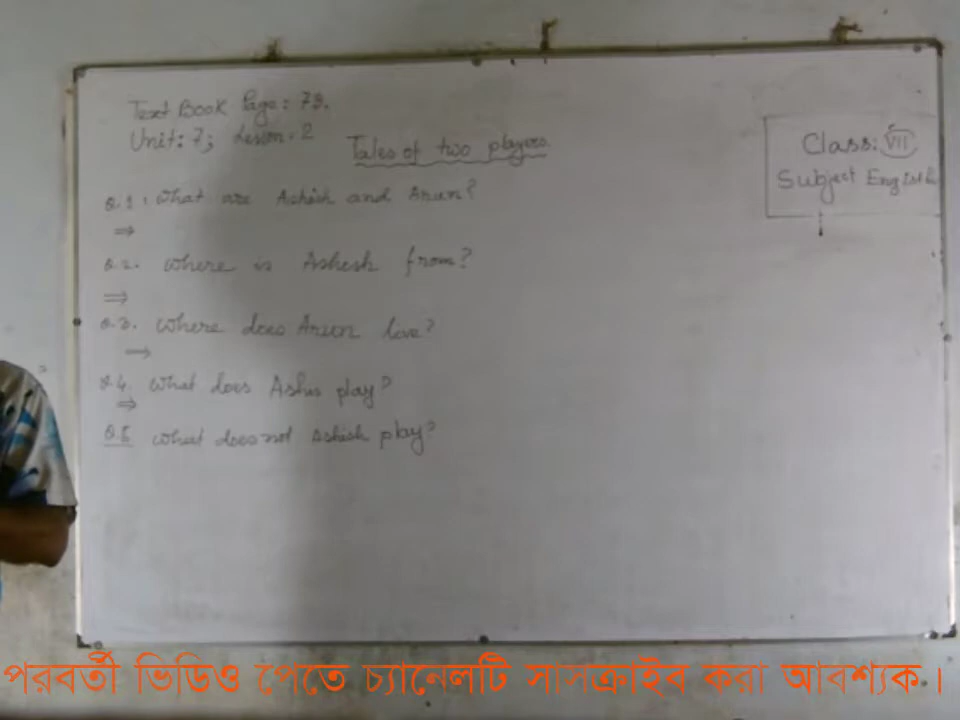 Text Book Page: 73.
Unit: 7; Lesson: 2
Tales of two players.
Class: VII
Subject English
Q.1: What are Ashish and Arun?
⇒
Q.2. Where is Ashesh from?
⇒
Q.3. Where does Arun live?
⇒
Q.4. What does Ashis play?
⇒
Q.5 What does not Ashish play?
পরবর্তী ভিডিও পেতে চ্যানেলটি সাসক্রাইব করা আবশ্যক।